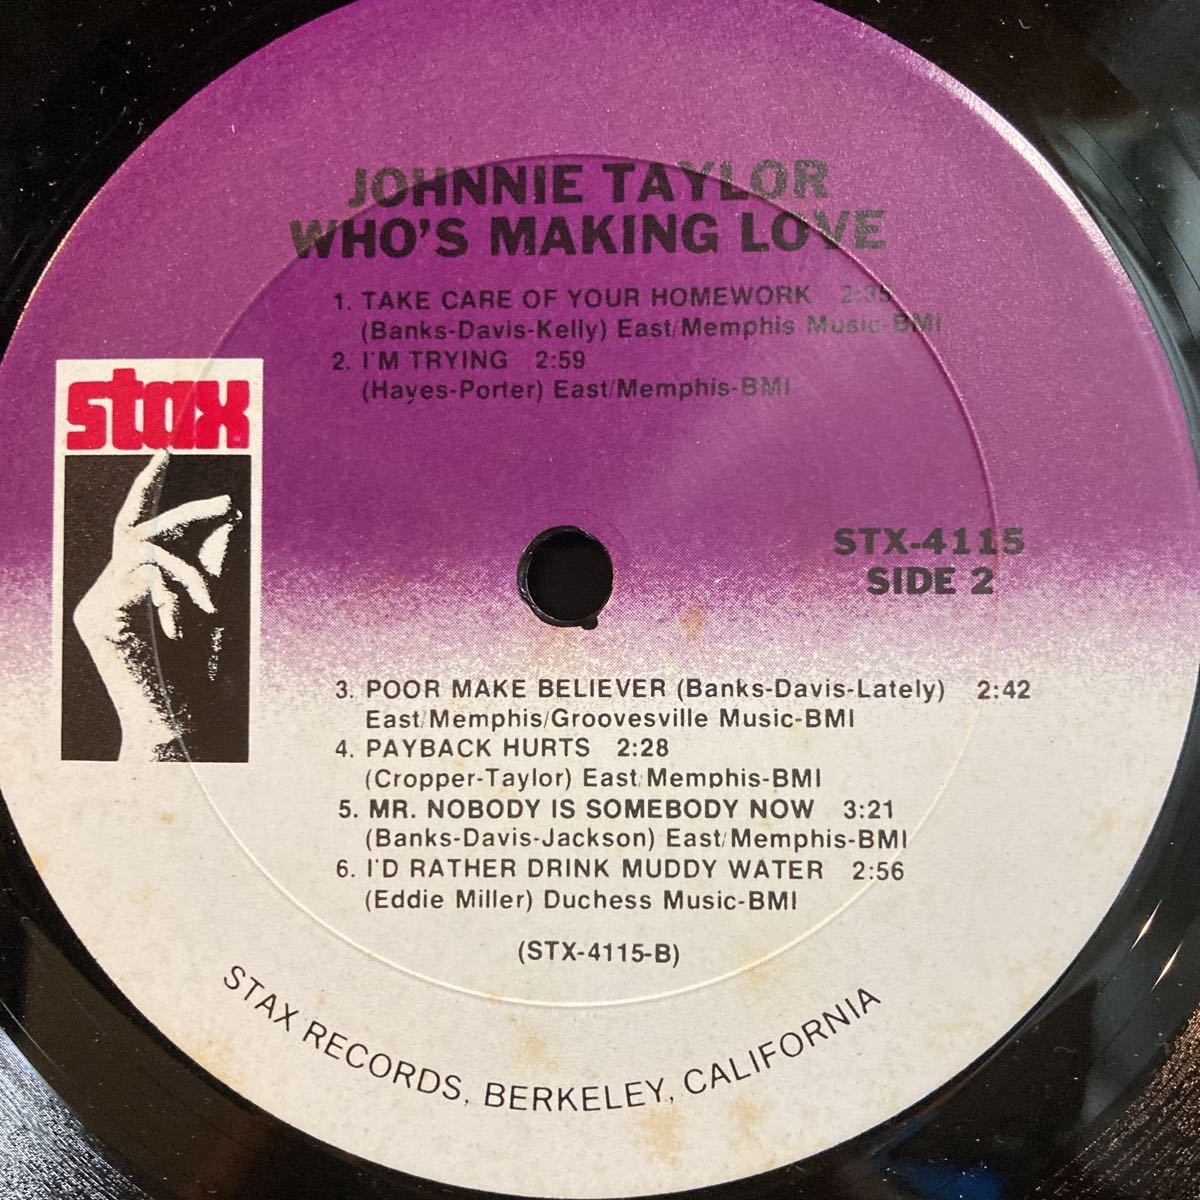 JOHNNIE TAYLOR
WHO'S MAKING LOVE
1. TAKE CARE OF YOUR HOMEWORK 2:35
(Banks-Davis-Kelly) East/Memphis Music-BMI
2. I'M TRYING 2:59
(Hayes-Porter) East/Memphis-BMI
stax
STX-4115
SIDE 2
3. POOR MAKE BELIEVER (Banks-Davis-Lately) 2:42
East/Memphis/Groovesville Music-BMI
4. PAYBACK HURTS 2:28
(Cropper-Taylor) East/Memphis-BMI
5. MR. NOBODY IS SOMEBODY NOW 3:21
(Banks-Davis-Jackson) East/Memphis-BMI
6. I'D RATHER DRINK MUDDY WATER 2:56
(Eddie Miller) Duchess Music-BMI
(STX-4115-B)
STAX RECORDS, BERKELEY, CALIFORNIA